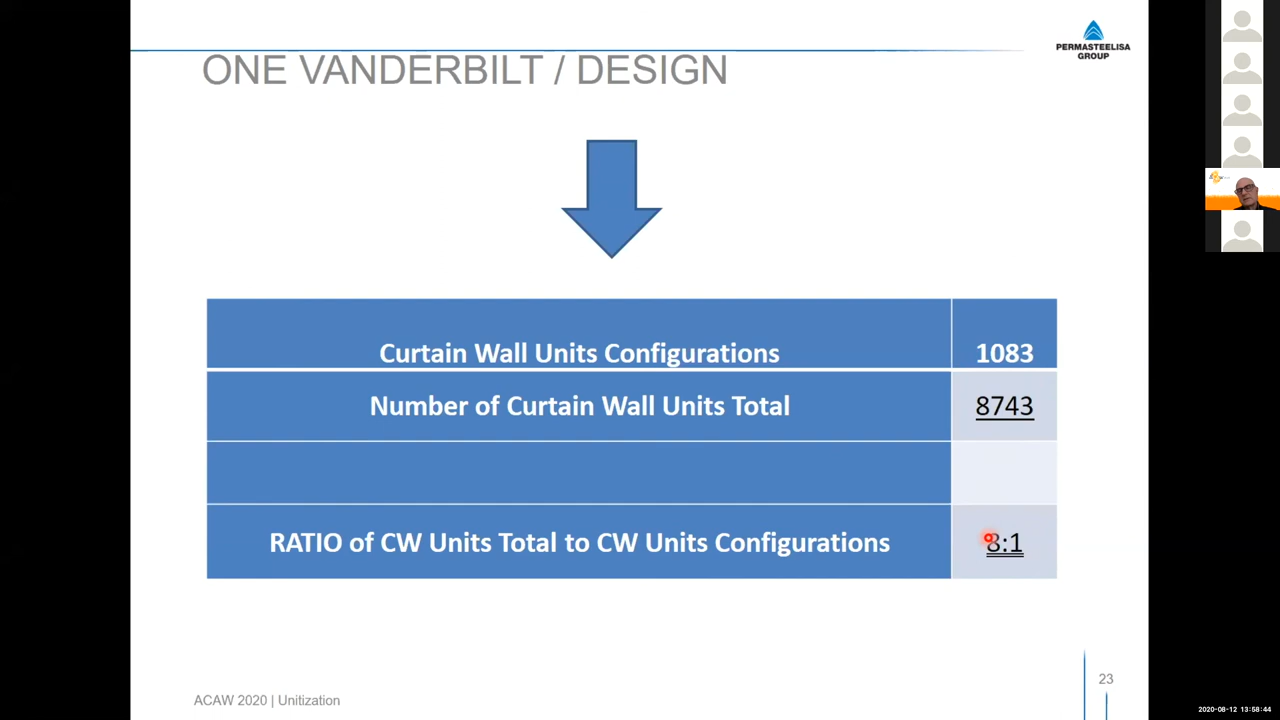 PERMASTEELISA
GROUP
ONE VANDERBILT / DESIGN
Curtain Wall Units Configurations 1083
Number of Curtain Wall Units Total 8743
RATIO of CW Units Total to CW Units Configurations 8:1
23
ACAW 2020 | Unitization
2020-08-12 13:58:44